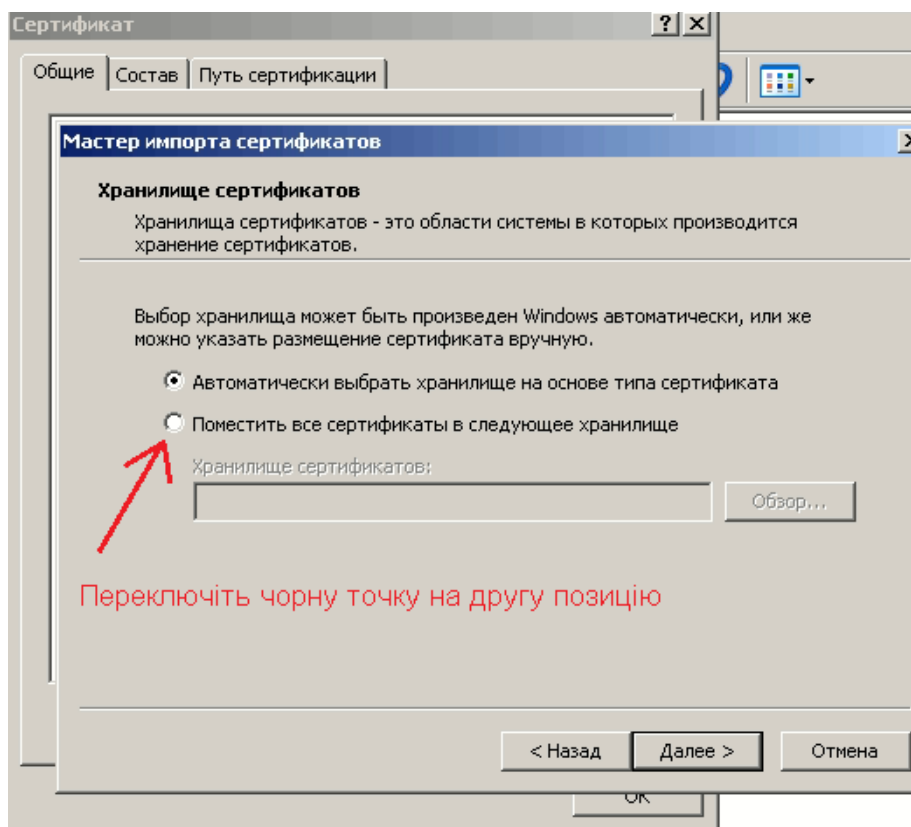 Сертификат
Общие Состав Путь сертификации
Мастер импорта сертификатов
Хранилище сертификатов
Хранилища сертификатов - это области системы в которых производится
хранение сертификатов.
Выбор хранилища может быть произведен Windows автоматически, или же
можно указать размещение сертификата вручную.
Автоматически выбрать хранилище на основе типа сертификата
Поместить все сертификаты в следующее хранилище
Хранилище сертификатов:
Обзор...
Переключіть чорну точку на другу позицію
< Назад Далее > Отмена
OK